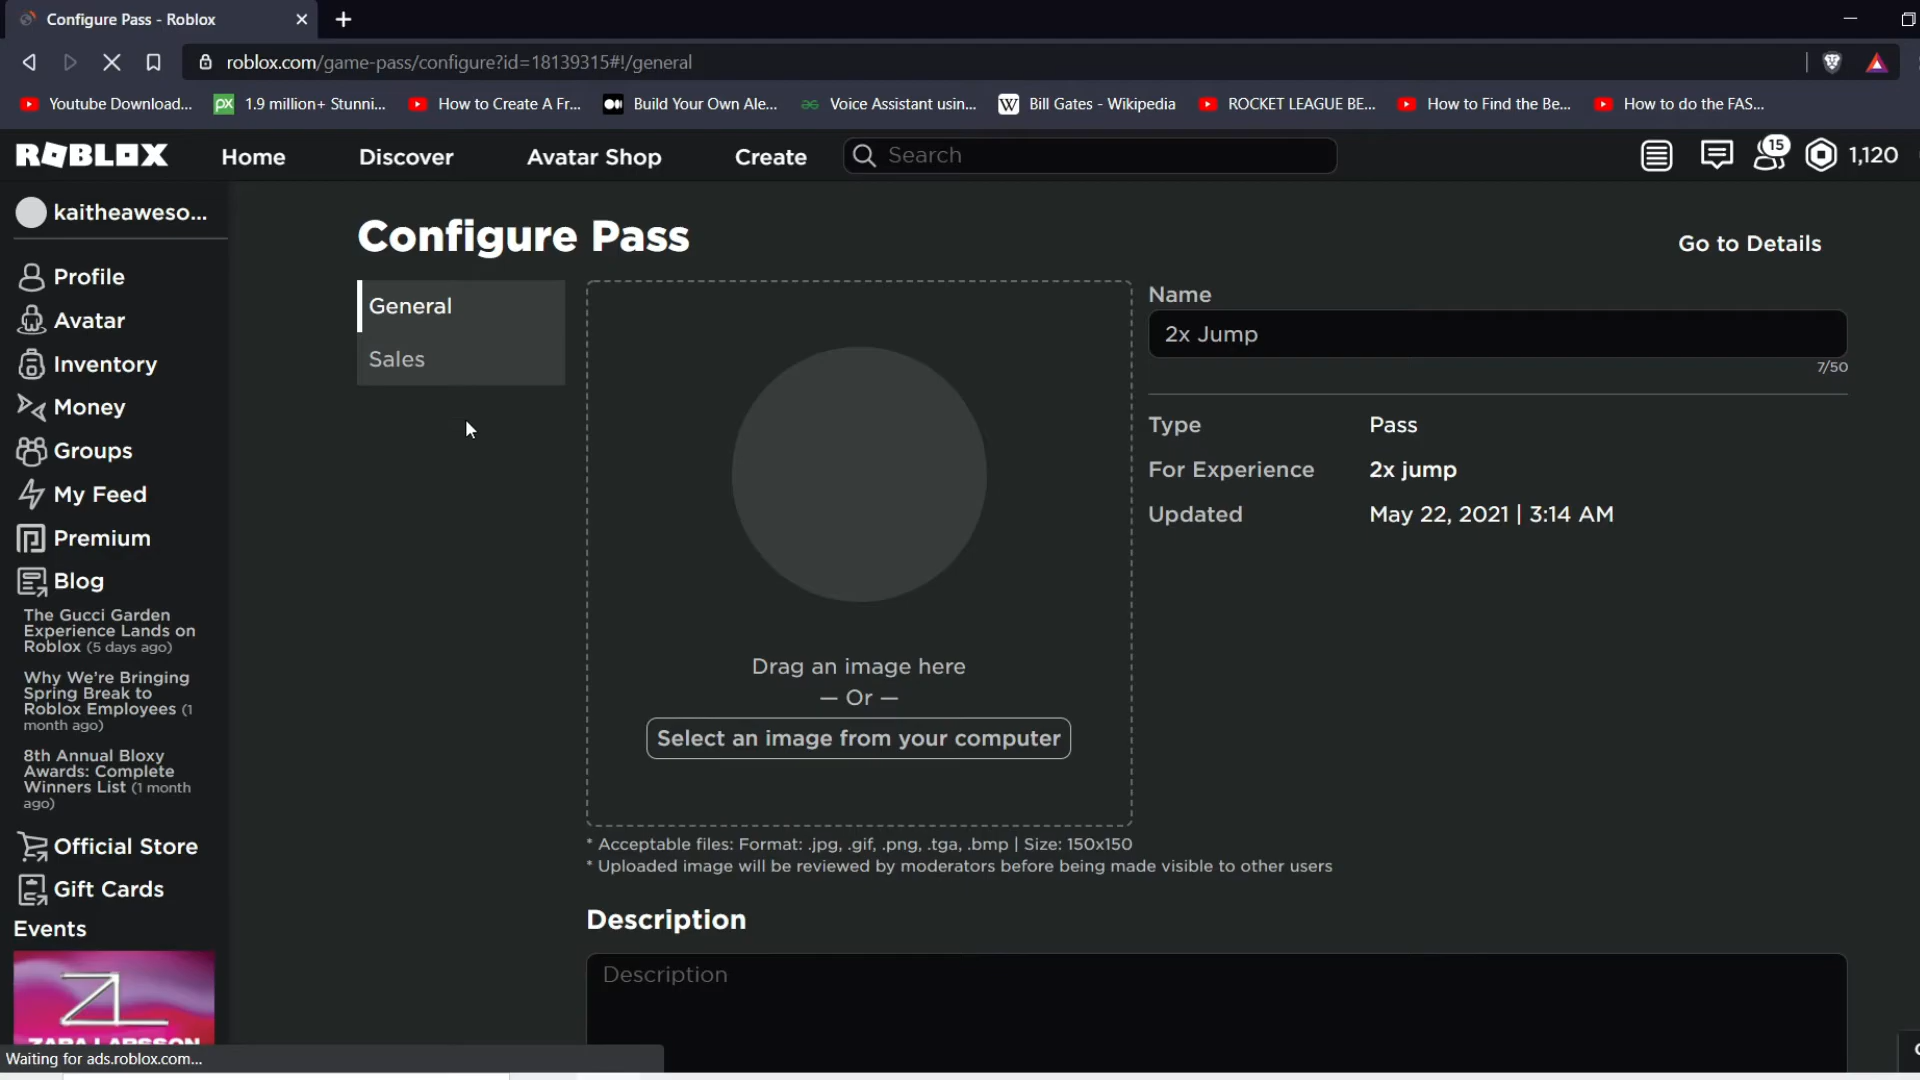 Configure Pass - Roblox
roblox.com/game-pass/configure?id=18139315#!/general
Youtube Download...
1.9 million+ Stunni...
How to Create A Fr...
Build Your Own Ale...
Voice Assistant usin...
W Bill Gates - Wikipedia
ROCKET LEAGUE BE...
How to Find the Be...
How to do the FAS...
ROBLOX
Home
Discover
Avatar Shop
Create
Search
15
1,120
kaitheaweso...
Profile
Avatar
Inventory
Money
Groups
My Feed
Premium
Blog
The Gucci Garden
Experience Lands on
Roblox (5 days ago)
Why We're Bringing
Spring Break to
Roblox Employees (1
month ago)
8th Annual Bloxy
Awards: Complete
Winners List (1 month
ago)
Official Store
Gift Cards
Events
ZARA LARSSON
Waiting for ads.roblox.com...
Configure Pass
Go to Details
General
Sales
Drag an image here
— Or —
Select an image from your computer
* Acceptable files: Format: .jpg, .gif, .png, .tga, .bmp | Size: 150x150
* Uploaded image will be reviewed by moderators before being made visible to other users
Name
2x Jump
7/50
Type Pass
For Experience 2x jump
Updated May 22, 2021 | 3:14 AM
Description
Description